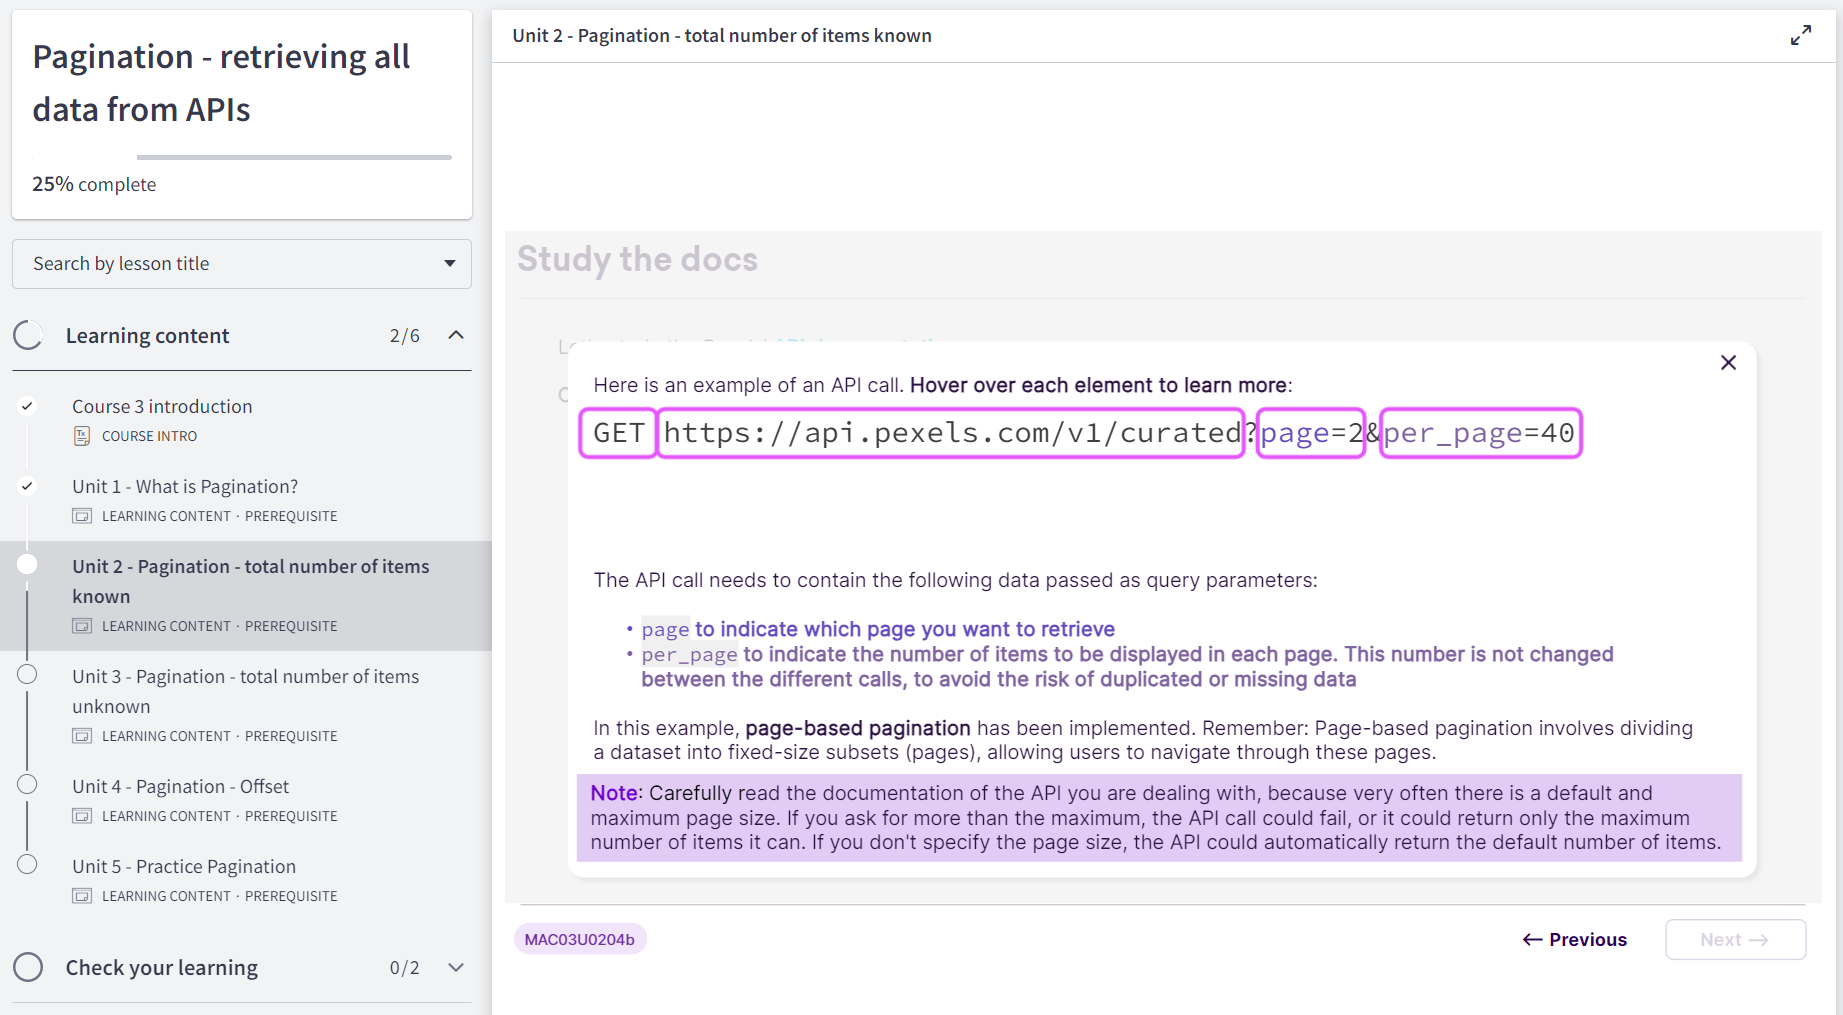 Pagination - retrieving all
data from APIs
25% complete
Search by lesson title
Learning content 2/6
Course 3 introduction
COURSE INTRO
Unit 1 - What is Pagination?
LEARNING CONTENT · PREREQUISITE
Unit 2 - Pagination - total number of items
known
LEARNING CONTENT · PREREQUISITE
Unit 3 - Pagination - total number of items
unknown
LEARNING CONTENT · PREREQUISITE
Unit 4 - Pagination - Offset
LEARNING CONTENT · PREREQUISITE
Unit 5 - Practice Pagination
LEARNING CONTENT · PREREQUISITE
Check your learning 0/2
Unit 2 - Pagination - total number of items known
Study the docs
Here is an example of an API call. Hover over each element to learn more:
GET https://api.pexels.com/v1/curated?page=2&per_page=40
The API call needs to contain the following data passed as query parameters:
• page to indicate which page you want to retrieve
• per_page to indicate the number of items to be displayed in each page. This number is not changed
between the different calls, to avoid the risk of duplicated or missing data
In this example, page-based pagination has been implemented. Remember: Page-based pagination involves dividing
a dataset into fixed-size subsets (pages), allowing users to navigate through these pages.
Note: Carefully read the documentation of the API you are dealing with, because very often there is a default and
maximum page size. If you ask for more than the maximum, the API call could fail, or it could return only the maximum
number of items it can. If you don't specify the page size, the API could automatically return the default number of items.
MAC03U0204b
← Previous
Next →